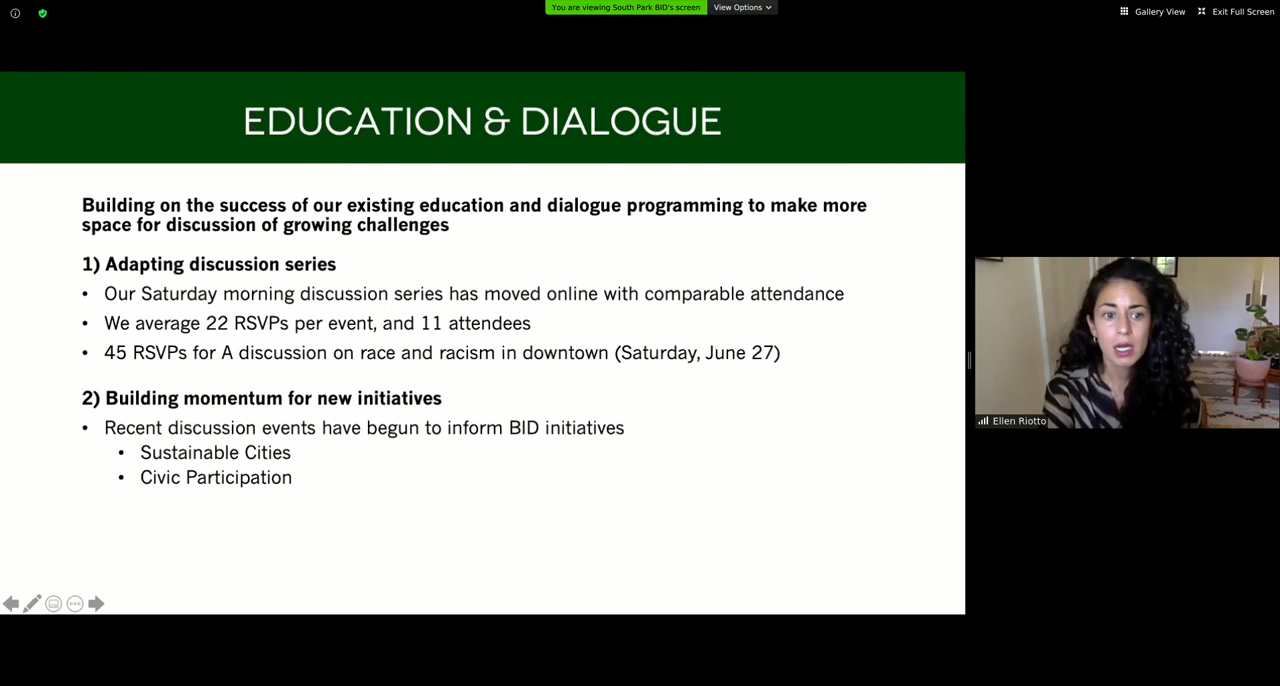 You are viewing South Park BID's screen
View Options
Gallery View
Exit Full Screen
EDUCATION & DIALOGUE
Building on the success of our existing education and dialogue programming to make more
space for discussion of growing challenges
1) Adapting discussion series
• Our Saturday morning discussion series has moved online with comparable attendance
• We average 22 RSVPs per event, and 11 attendees
• 45 RSVPs for A discussion on race and racism in downtown (Saturday, June 27)
2) Building momentum for new initiatives
• Recent discussion events have begun to inform BID initiatives
• Sustainable Cities
• Civic Participation
Ellen Riotto